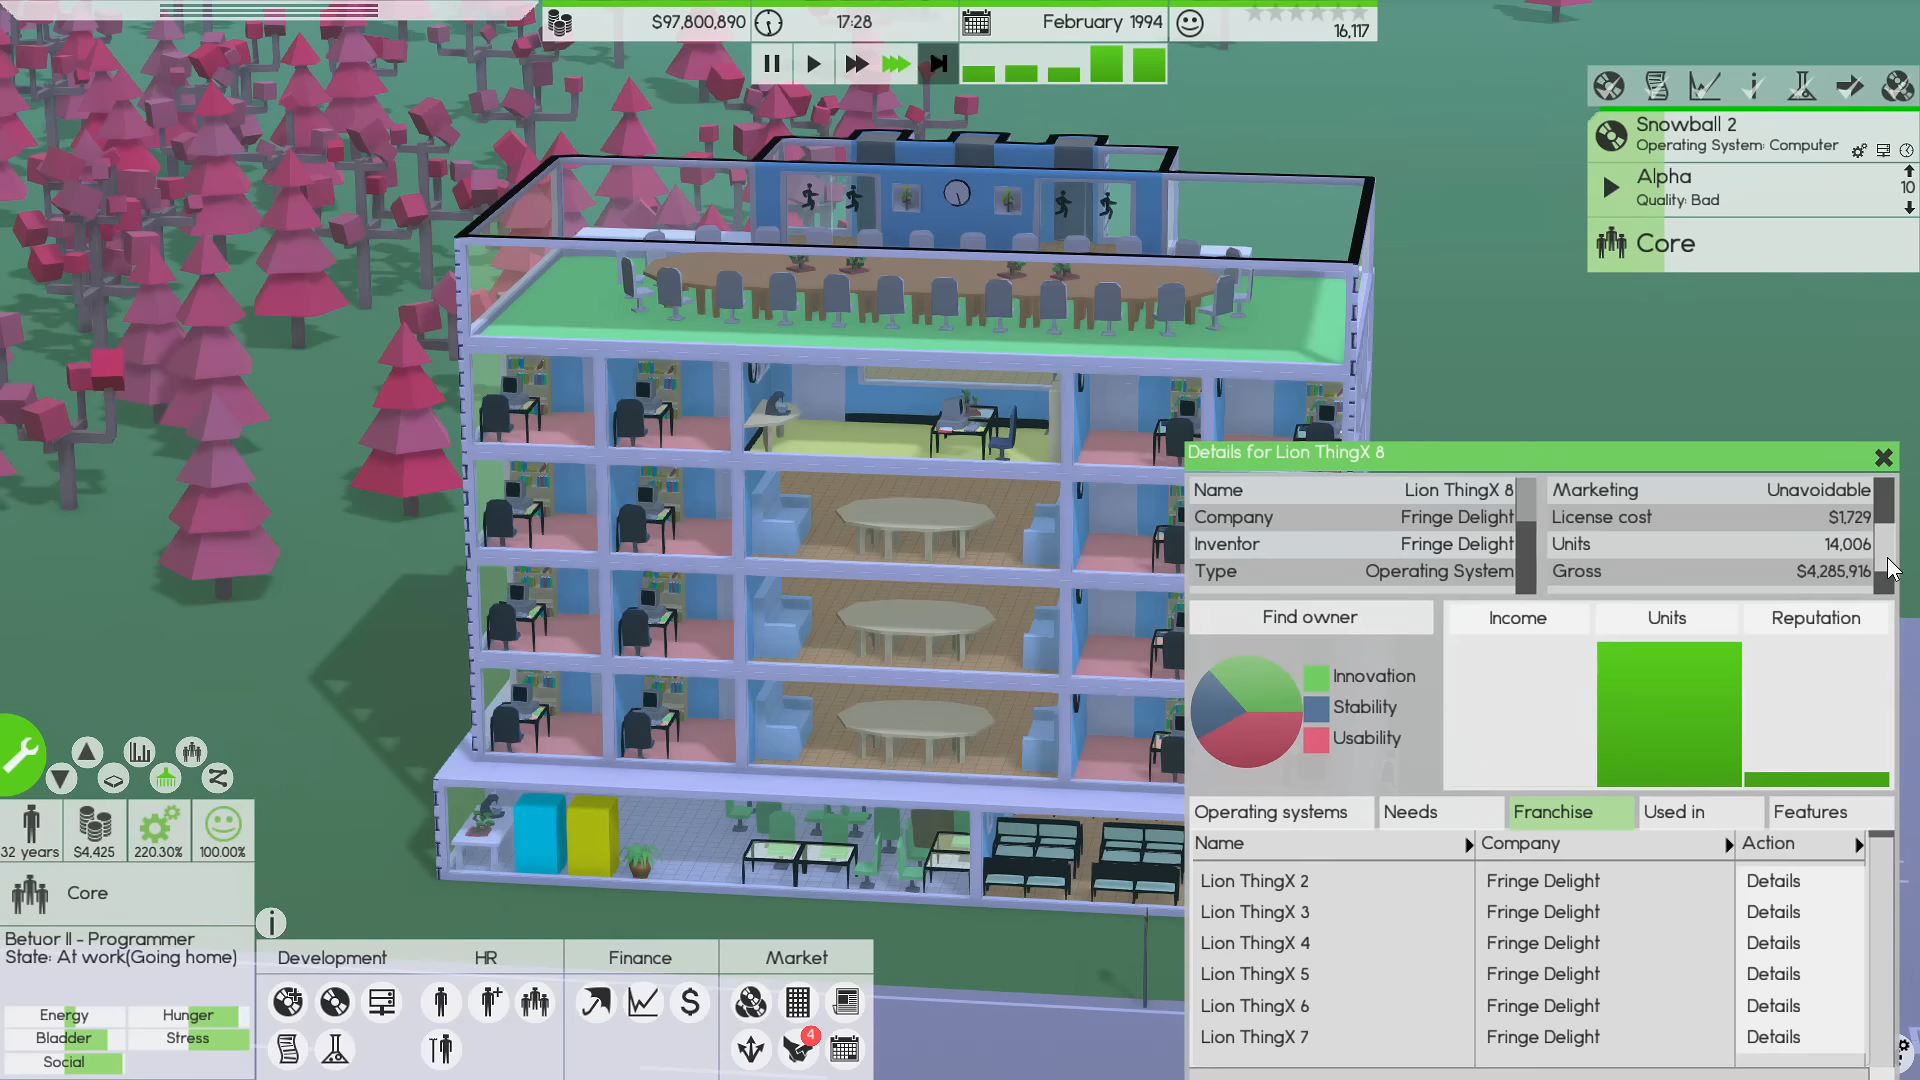 $97,800,890
17:28
February 1994
16,117
Snowball 2
Operating System: Computer
Alpha
Quality: Bad
10
Core
Details for Lion ThingX 8
Name Lion ThingX 8
Company Fringe Delight
Inventor Fringe Delight
Type Operating System
Marketing Unavoidable
License cost $1,729
Units 14,006
Gross $4,285,916
Find owner
Innovation
Stability
Usability
Income Units Reputation
Operating systems Needs Franchise Used in Features
Name Company Action
Lion ThingX 2 Fringe Delight Details
Lion ThingX 3 Fringe Delight Details
Lion ThingX 4 Fringe Delight Details
Lion ThingX 5 Fringe Delight Details
Lion ThingX 6 Fringe Delight Details
Lion ThingX 7 Fringe Delight Details
32 years $4,425 220.30% 100.00%
Core
Betuor II - Programmer
State: At work(Going home)
Energy Hunger
Bladder Stress
Social
Development HR Finance Market
4